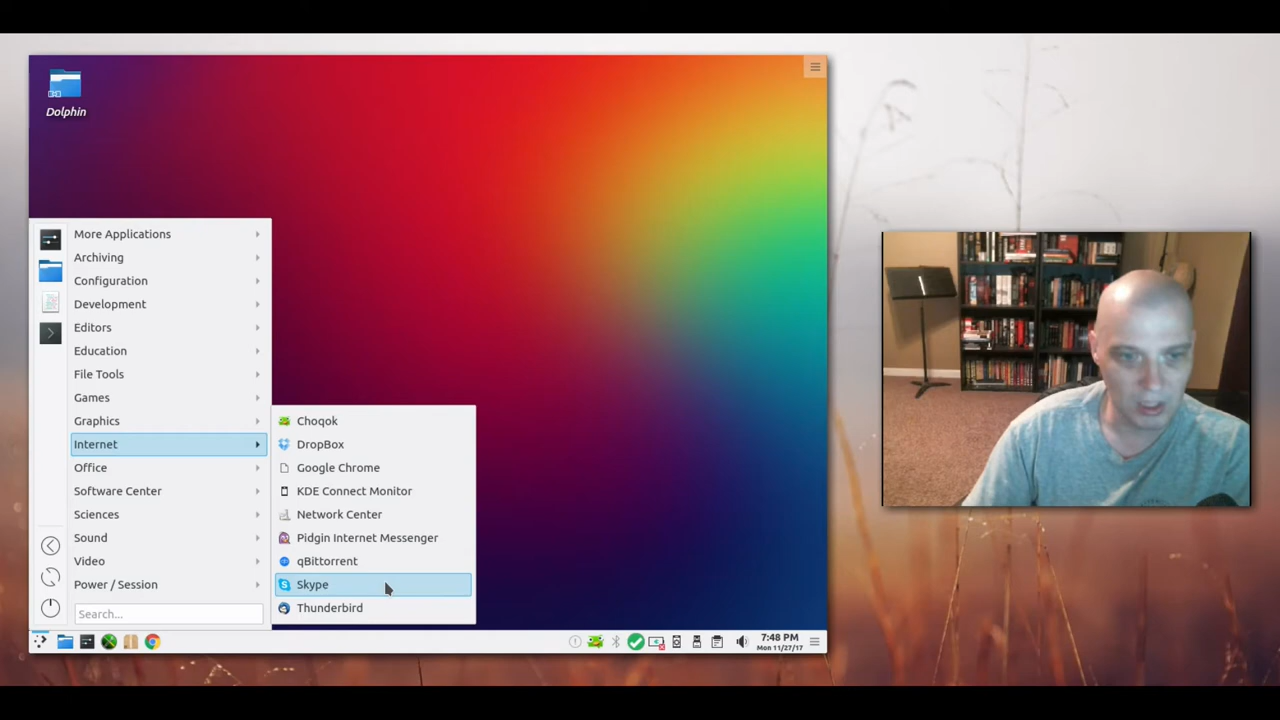 Dolphin
More Applications
Archiving
Configuration
Development
Editors
Education
File Tools
Games
Graphics
Internet
Office
Software Center
Sciences
Sound
Video
Power / Session
Search...
Choqok
DropBox
Google Chrome
KDE Connect Monitor
Network Center
Pidgin Internet Messenger
qBittorrent
Skype
Thunderbird
7:48 PM
Mon 11/27/17